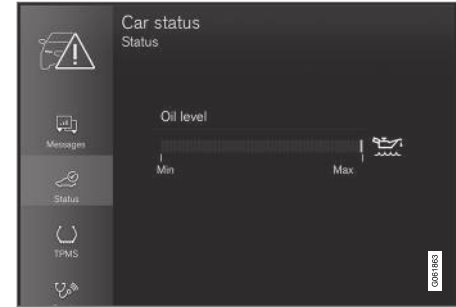 Car status
Status
Messages
Oil level
Min
Max
Status
TPMS
G061863